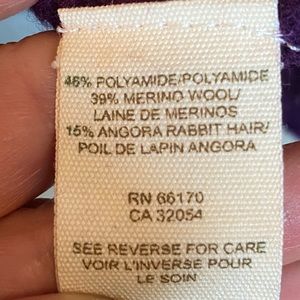 46% POLYAMIDE/POLYAMIDE
39% MERINO WOOL/
LAINE DE MERINOS
15% ANGORA RABBIT HAIR/
POIL DE LAPIN ANGORA
RN 66170
CA 32054
SEE REVERSE FOR CARE
VOIR L'INVERSE POUR
LE SOIN